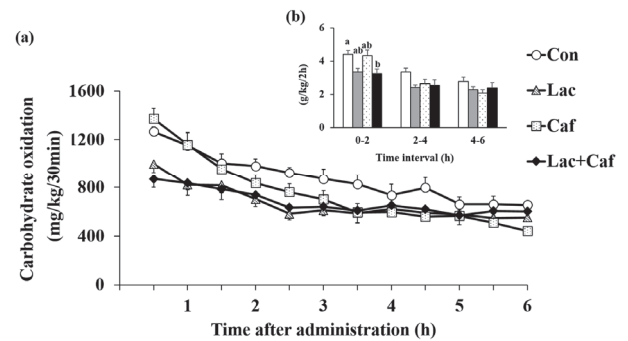 (a)
(b)
(g/kg/2h)
6
4
2
0
a
ab
ab
b
0-2
2-4
4-6
Time interval (h)
Con
Lac
Caf
Lac+Caf
Carbohydrate oxidation
(mg/kg/30min)
1600
1200
800
400
0
1
2
3
4
5
6
Time after administration (h)